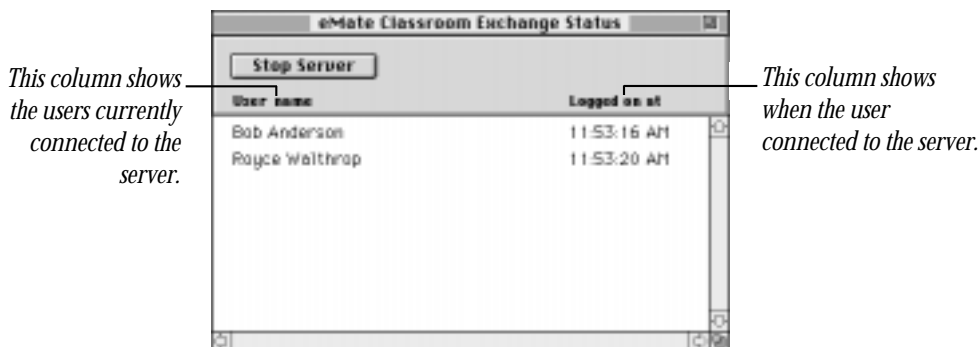 eMate Classroom Exchange Status
Stop Server
This column shows
the users currently
connected to the
server.
User name
Logged on at
This column shows
when the user
connected to the server.
Bob Anderson
11:53:16 AM
Royce Walthrop
11:53:20 AM